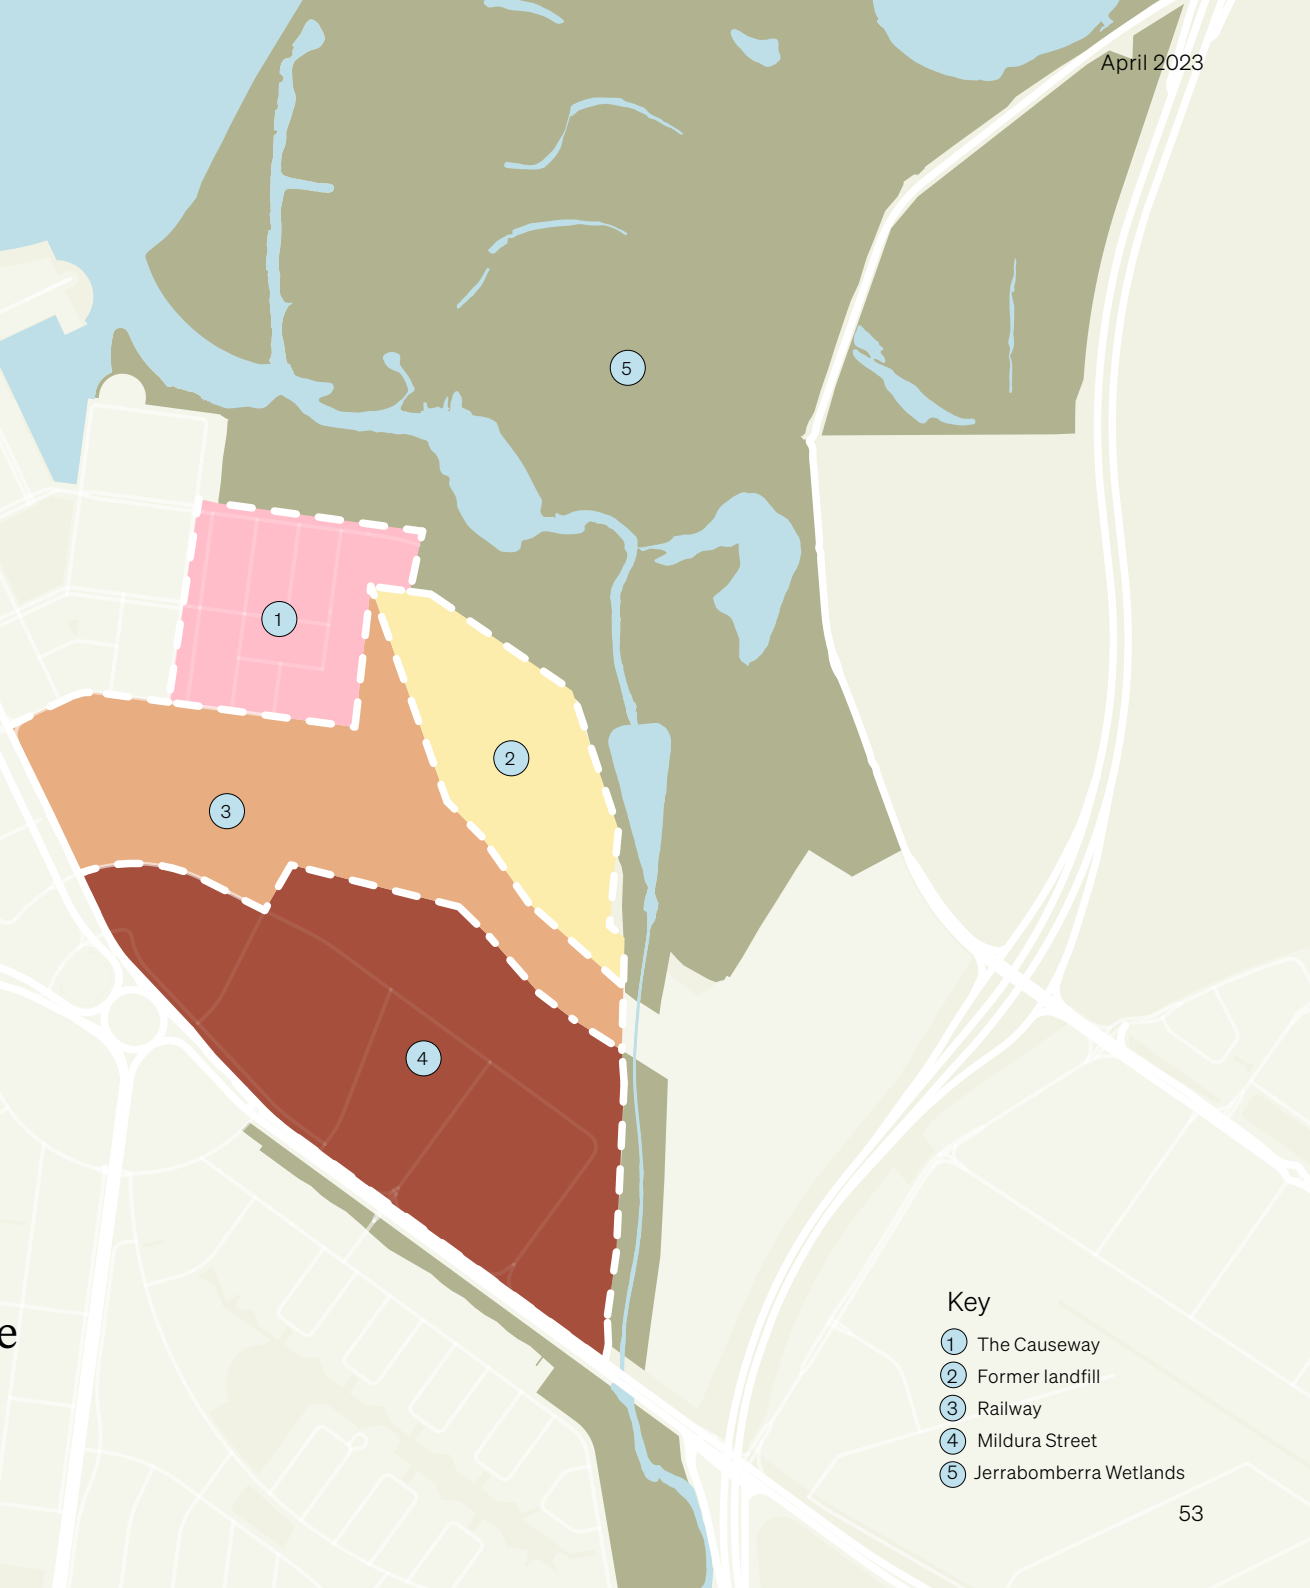 April 2023
5
1
2
3
4
e
Key
1 The Causeway
2 Former landfill
3 Railway
4 Mildura Street
5 Jerrabomberra Wetlands
53